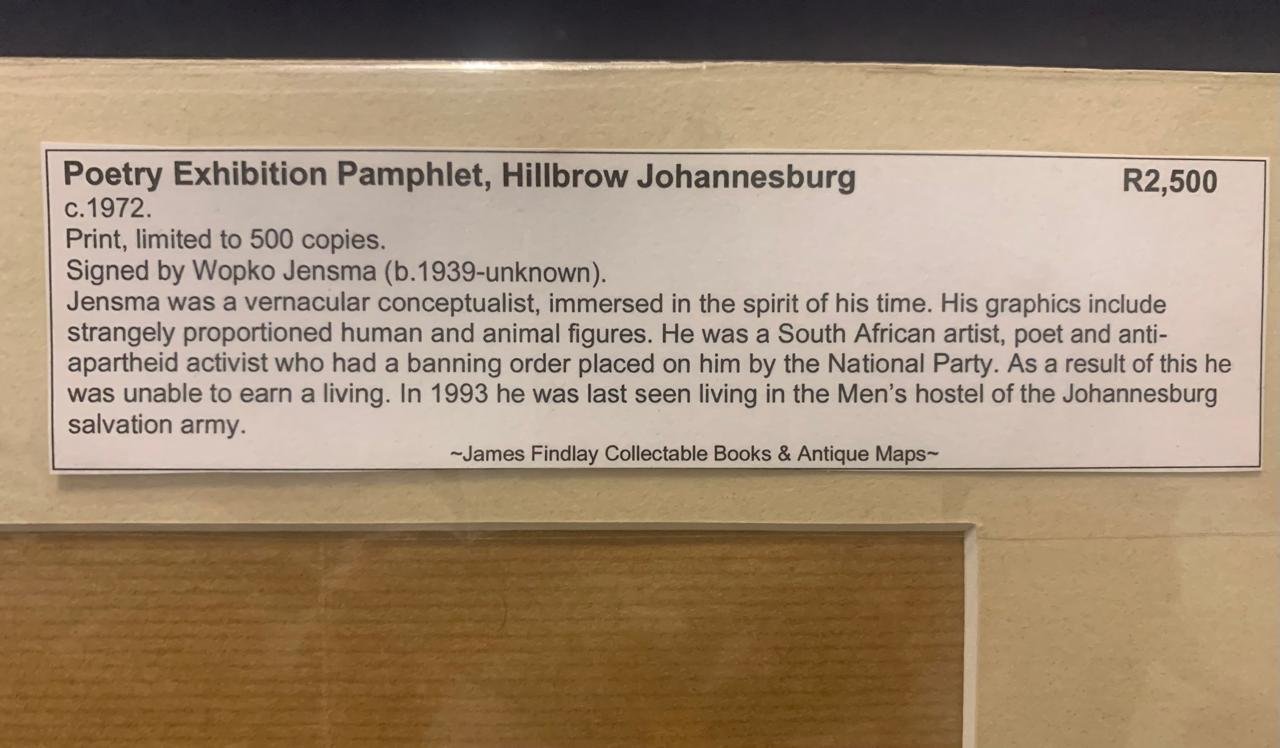 Poetry Exhibition Pamphlet, Hillbrow Johannesburg R2,500
c.1972.
Print, limited to 500 copies.
Signed by Wopko Jensma (b.1939-unknown).
Jensma was a vernacular conceptualist, immersed in the spirit of his time. His graphics include
strangely proportioned human and animal figures. He was a South African artist, poet and anti-
apartheid activist who had a banning order placed on him by the National Party. As a result of this he
was unable to earn a living. In 1993 he was last seen living in the Men’s hostel of the Johannesburg
salvation army.
~James Findlay Collectable Books & Antique Maps~